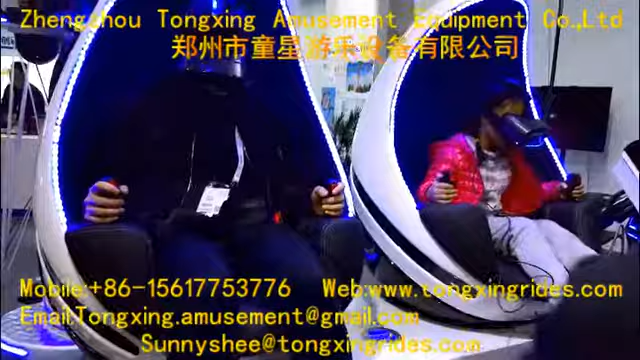 Zhengzhou Tongxing Amusement Equipment Co.,Ltd
郑州市童星游乐设备有限公司
Mobile:+86-15617753776 Web:www.tongxingrides.com
Email:Tongxing.amusement@gmail.com
Sunnyshee@tongxingrides.com